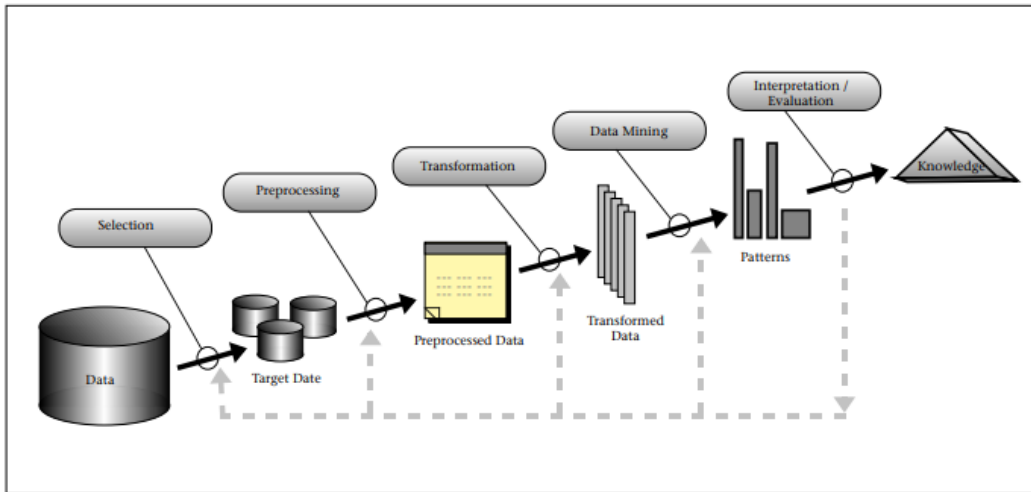 Interpretation /
Evaluation
Data Mining
Transformation
Preprocessing
Selection
Knowledge
Patterns
Transformed
Data
Preprocessed Data
Target Date
Data